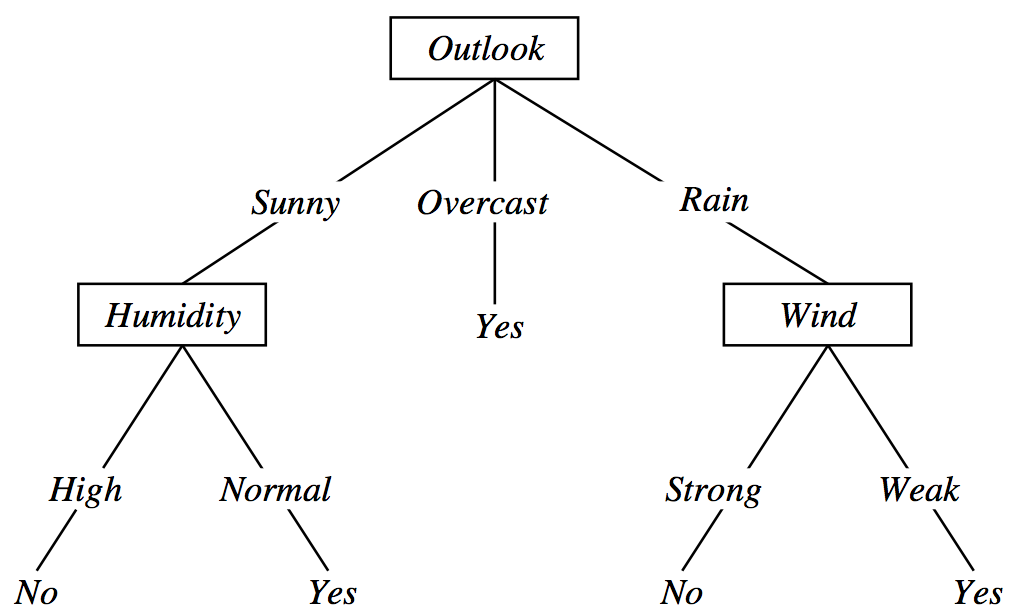 Outlook
Sunny Overcast Rain
Humidity Yes Wind
High Normal Strong Weak
No Yes No Yes